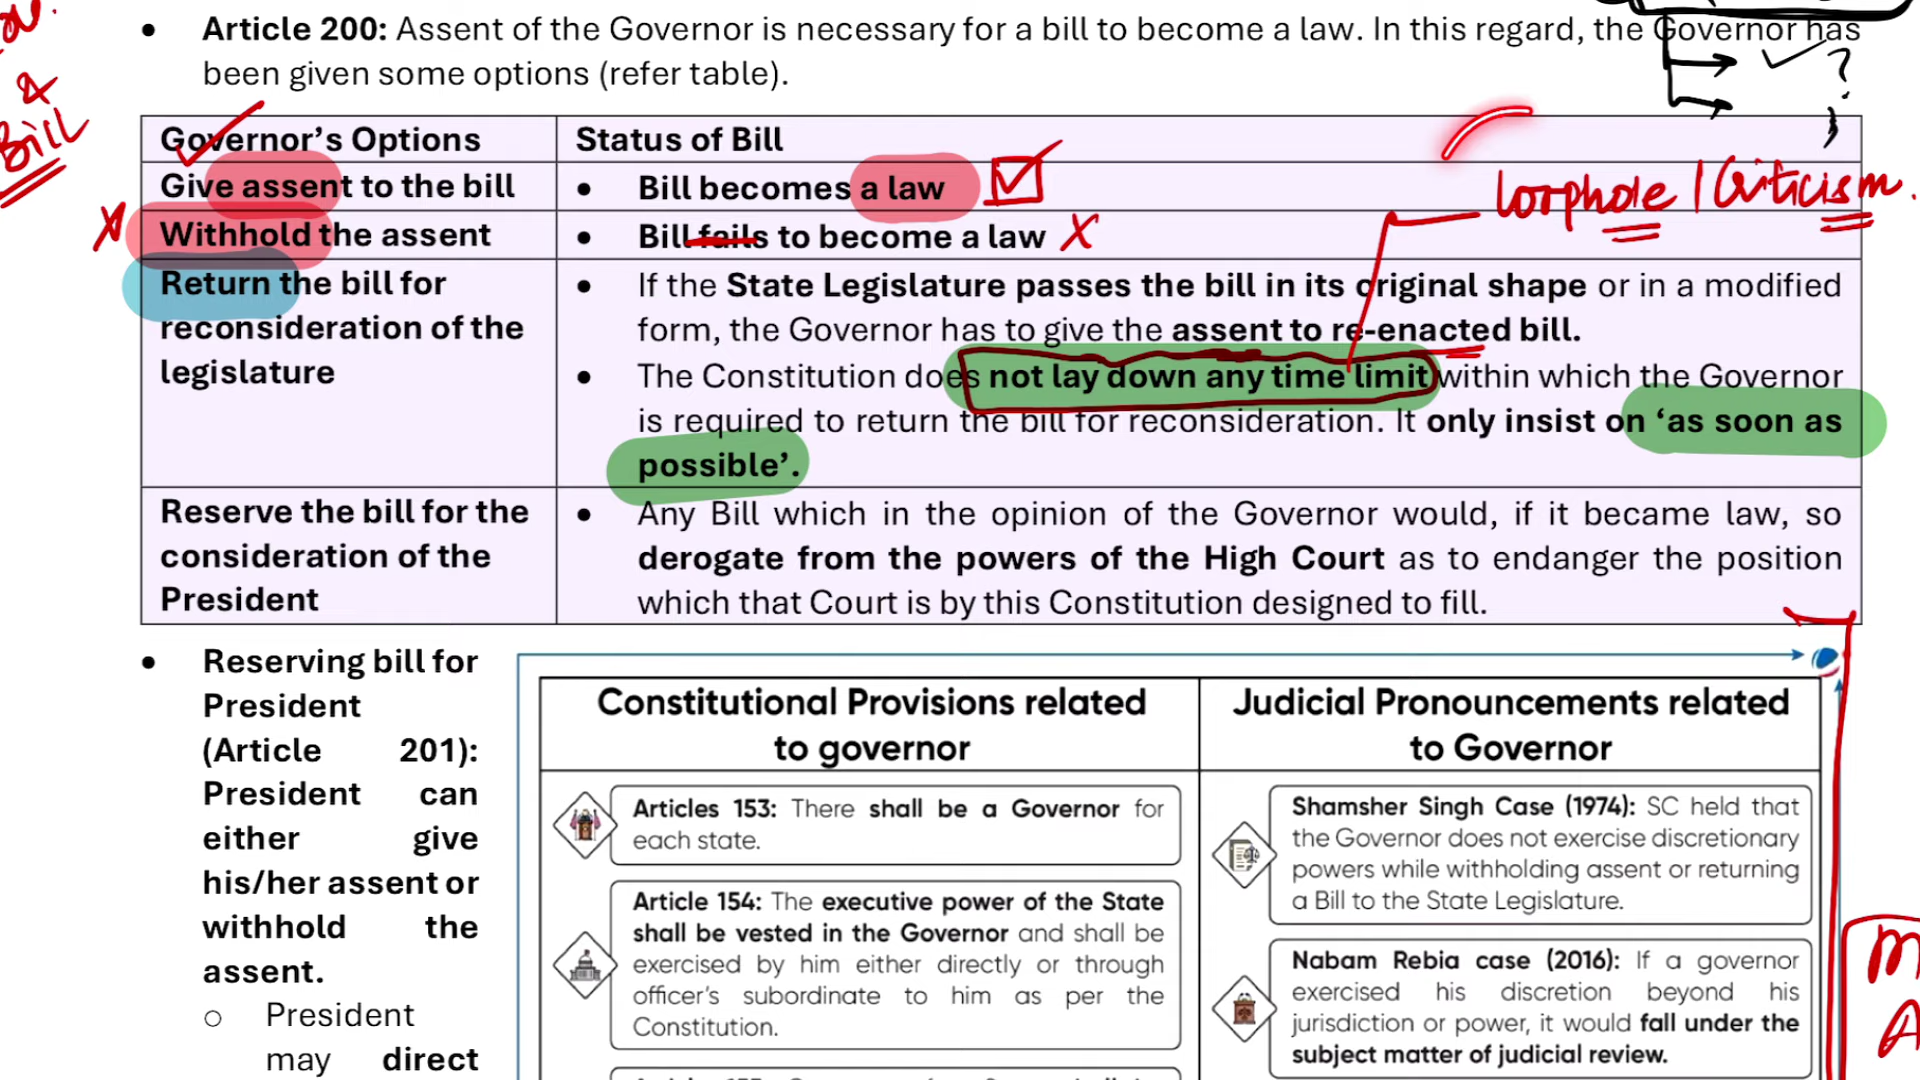 • Article 200: Assent of the Governor is necessary for a bill to become a law. In this regard, the Governor has
been given some options (refer table).
&
Bill
?
Governor's Options
Status of Bill
Give assent to the bill
• Bill becomes a law
loophole / Criticism.
Withhold the assent
• Bill fails to become a law X
Return the bill for
reconsideration of the
legislature
• If the State Legislature passes the bill in its original shape or in a modified
form, the Governor has to give the assent to re-enacted bill.
• The Constitution does not lay down any time limit within which the Governor
is required to return the bill for reconsideration. It only insist on ‘as soon as
possible’.
Reserve the bill for the
consideration of the
President
• Any Bill which in the opinion of the Governor would, if it became law, so
derogate from the powers of the High Court as to endanger the position
which that Court is by this Constitution designed to fill.
• Reserving bill for
President
(Article 201):
President can
either give
his/her assent or
withhold the
assent.
○ President
may direct
Constitutional Provisions related
to governor
Articles 153: There shall be a Governor for
each state.
Article 154: The executive power of the State
shall be vested in the Governor and shall be
exercised by him either directly or through
officer's subordinate to him as per the
Constitution.
Judicial Pronouncements related
to Governor
Shamsher Singh Case (1974): SC held that
the Governor does not exercise discretionary
powers while withholding assent or returning
a Bill to the State Legislature.
Nabam Rebia case (2016): If a governor
exercised his discretion beyond his
jurisdiction or power, it would fall under the
subject matter of judicial review.
M
A